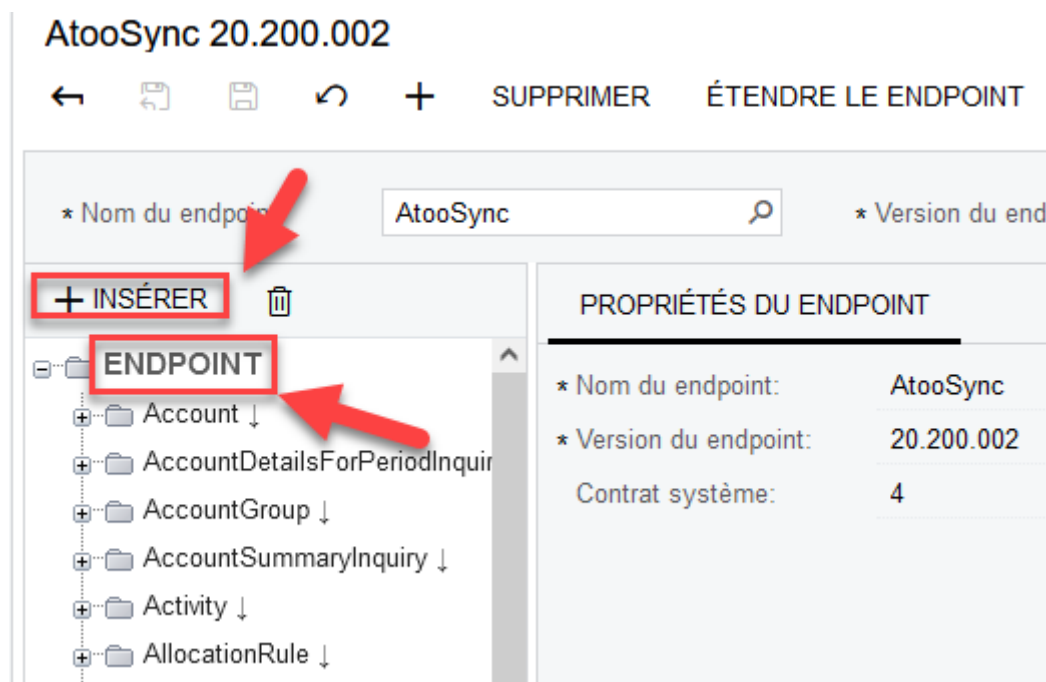 AtooSync 20.200.002
SUPPRIMER ÉTENDRE LE ENDPOINT
* Nom du endpoint AtooSync * Version du end
+ INSÉRER
PROPRIÉTÉS DU ENDPOINT
ENDPOINT
* Nom du endpoint: AtooSync
Account ↓
* Version du endpoint: 20.200.002
AccountDetailsForPeriodInquir
Contrat système: 4
AccountGroup ↓
AccountSummaryInquiry ↓
Activity ↓
AllocationRule ↓